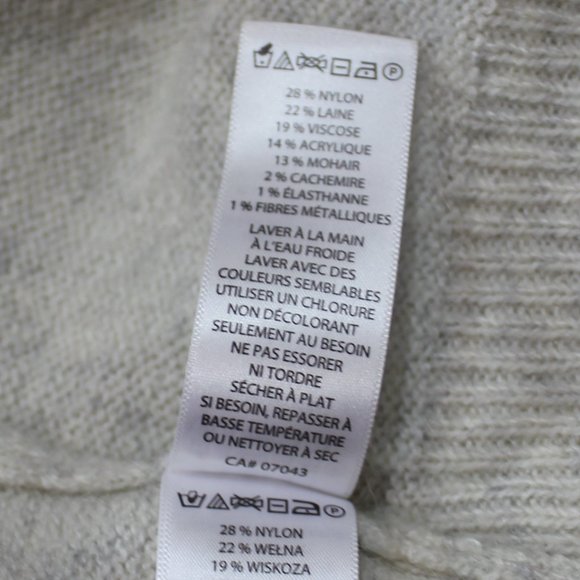 P
28 % NYLON
22 % LAINE
19 % VISCOSE
14 % ACRYLIQUE
13 % MOHAIR
2 % CACHEMIRE
1 % ÉLASTHANNE
1 % FIBRES MÉTALLIQUES
LAVER À LA MAIN
À L'EAU FROIDE
LAVER AVEC DES
COULEURS SEMBLABLES
UTILISER UN CHLORURE
NON DÉCOLORANT
SEULEMENT AU BESOIN
NE PAS ESSORER
NI TORDRE
SÉCHER À PLAT
SI BESOIN, REPASSER À
BASSE TEMPÉRATURE
OU NETTOYER À SEC
CA# 07043
P
28 % NYLON
22 % WEŁNA
19 % WISKOZA